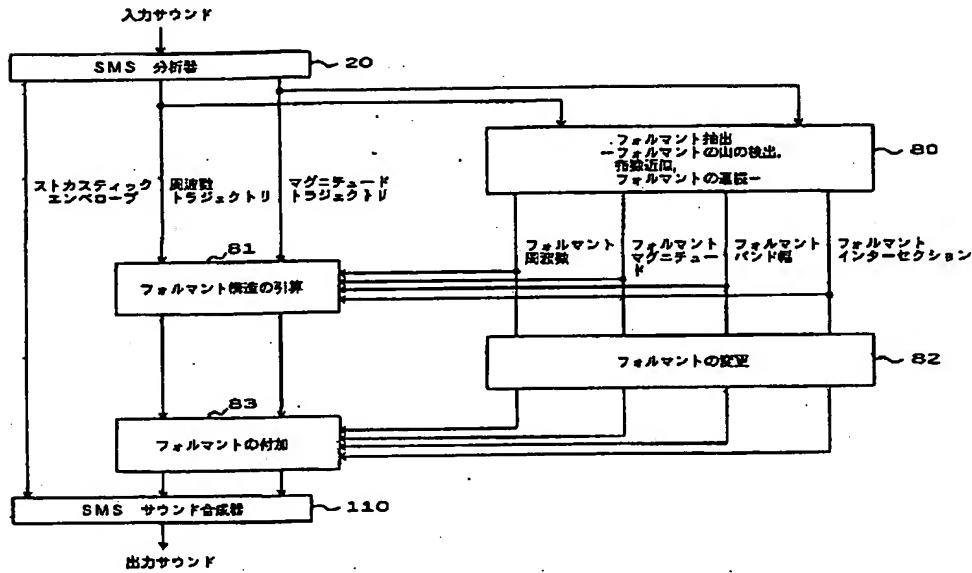 入力サウンド
SMS 分析器
20
フォルマント抽出
ーフォルマントの山の検出,
指数近似,
フォルマントの連続ー
80
ストカスティック
エンベロープ
周波数
トラジェクトリ
マグニチュード
トラジェクトリ
フォルマント
周波数
フォルマント
マグニチュー
ド
フォルマント
バンド幅
フォルマント
インターセクション
81
フォルマント構造の引算
フォルマントの変更
82
83
フォルマントの付加
SMS サウンド合成器
110
出力サウンド